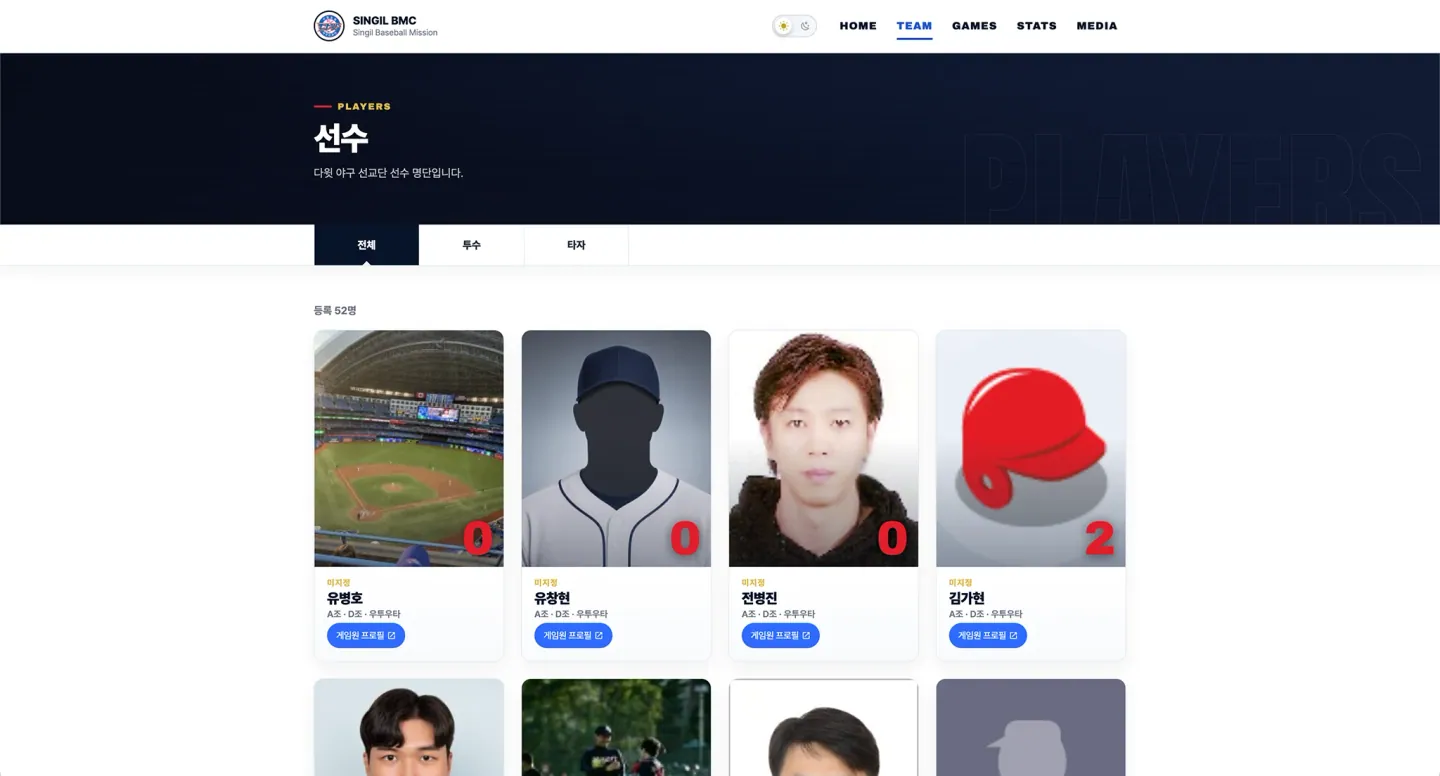 SINGIL BMC
Singil Baseball Mission
HOME TEAM GAMES STATS MEDIA
PLAYERS
선수
다윗 야구 선교단 선수 명단입니다.
PLAYERS
전체 투수 타자
등록 52명
0 0 0 2
미지정 미지정 미지정 미지정
유병호 유창현 전병진 김가현
A조 · D조 · 우투우타 A조 · D조 · 우투우타 A조 · D조 · 우투우타 A조 · D조 · 우투우타
게임원 프로필 게임원 프로필 게임원 프로필 게임원 프로필